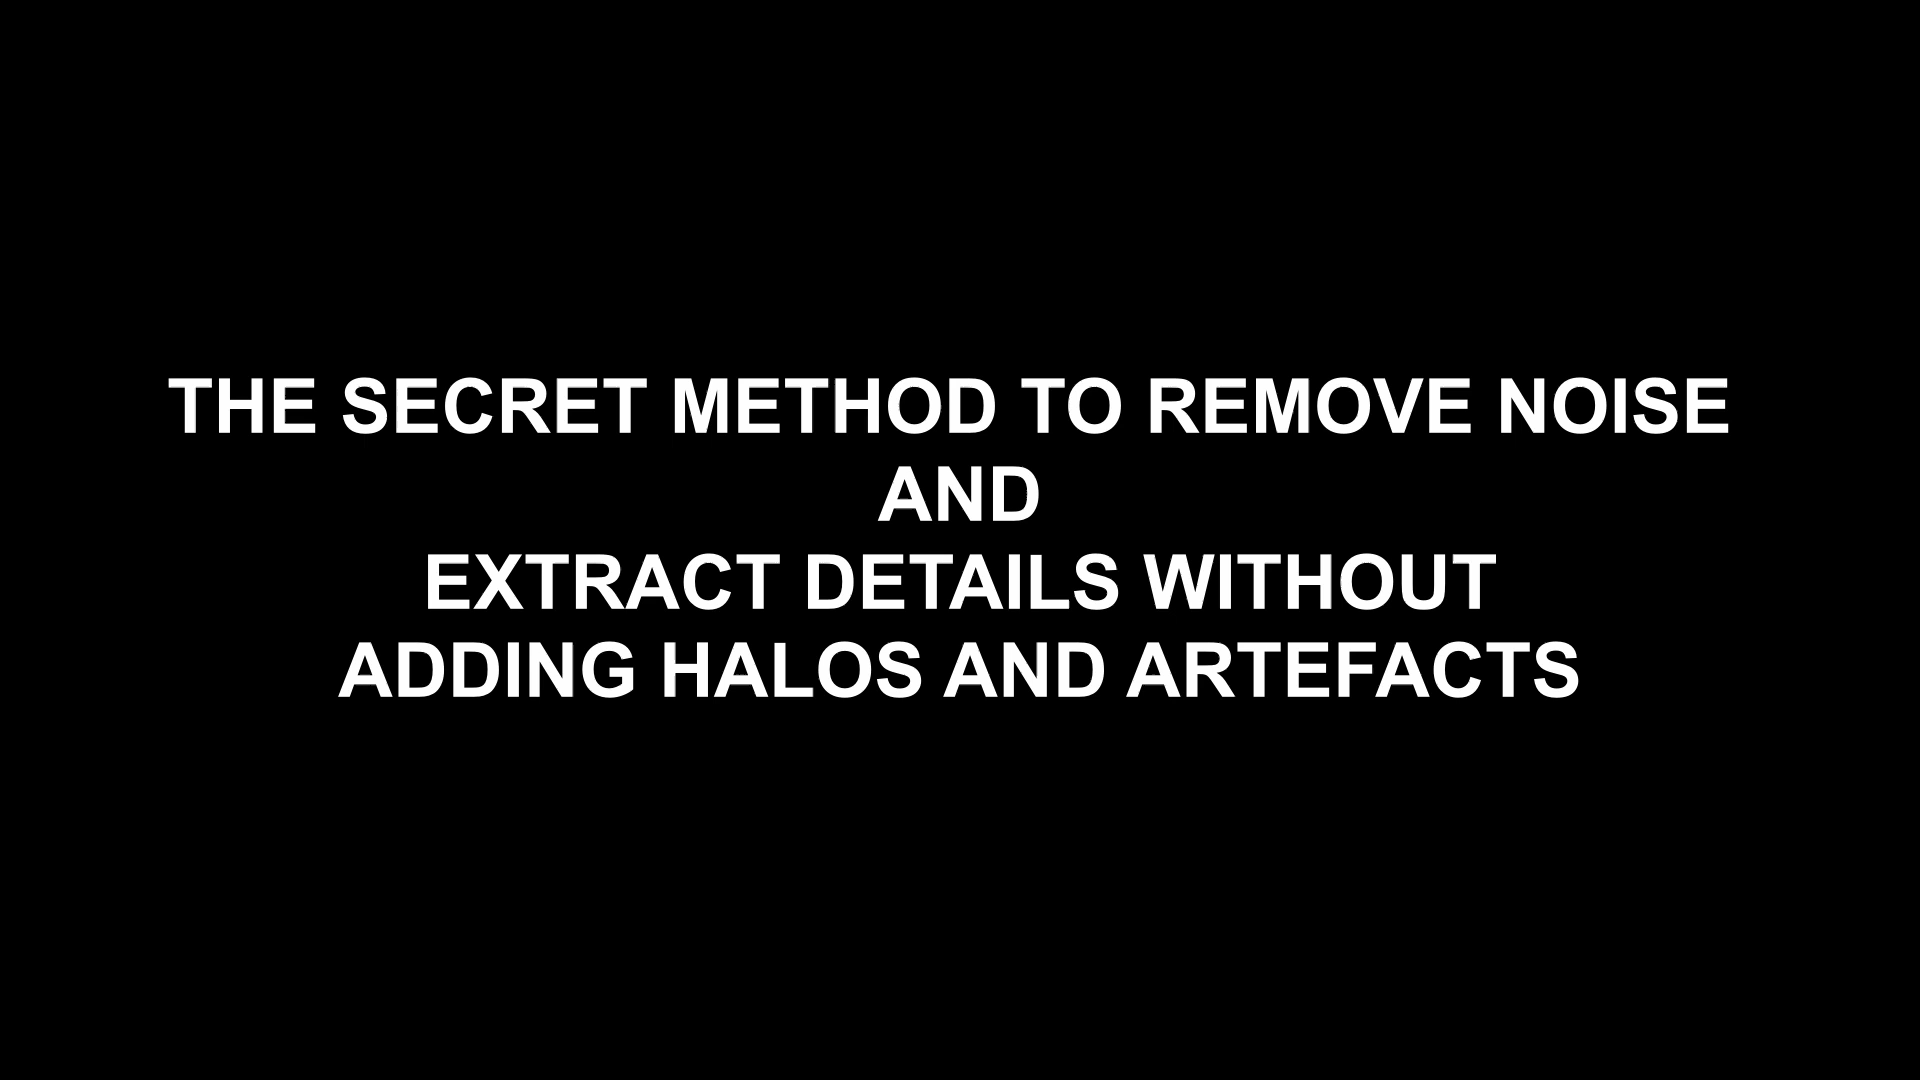 THE SECRET METHOD TO REMOVE NOISE
AND
EXTRACT DETAILS WITHOUT
ADDING HALOS AND ARTEFACTS